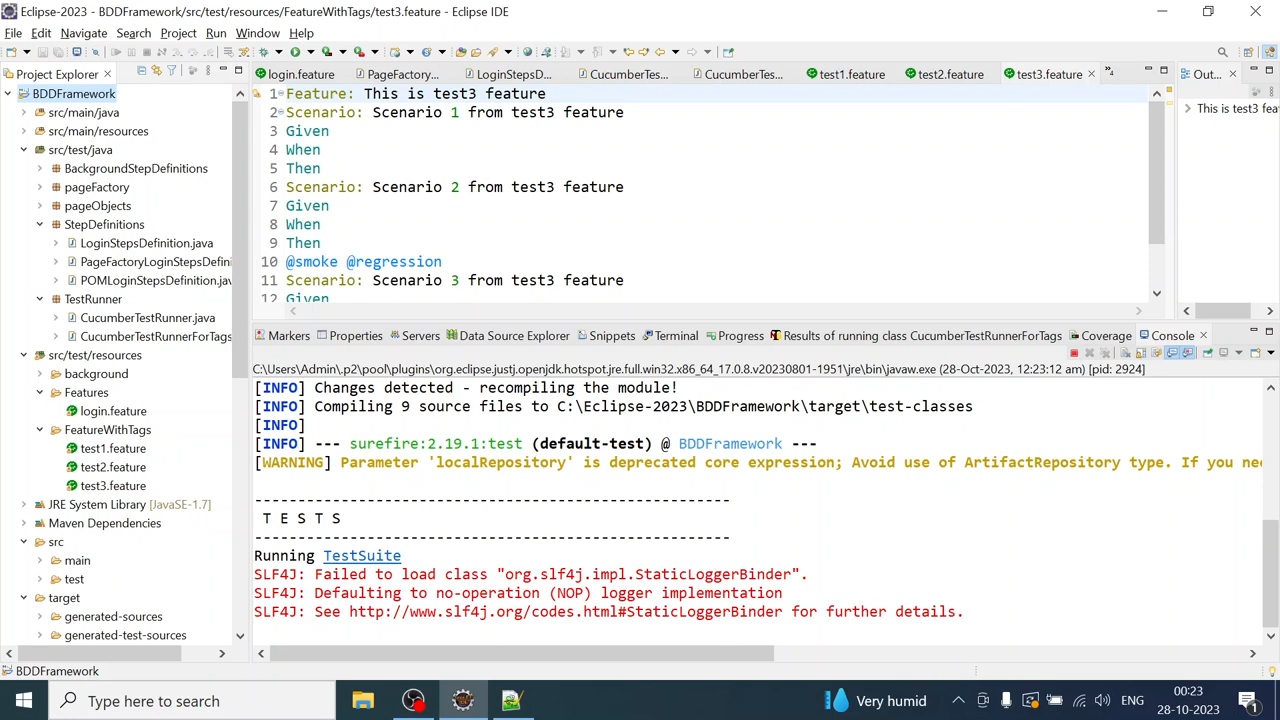 Eclipse-2023 - BDDFramework/src/test/resources/FeatureWithTags/test3.feature - Eclipse IDE
File Edit Navigate Search Project Run Window Help
Project Explorer
login.feature PageFactory... LoginStepsD... CucumberTes... CucumberTes... test1.feature test2.feature test3.feature Out...
BDDFramework
src/main/java
src/main/resources
src/test/java
BackgroundStepDefinitions
pageFactory
pageObjects
StepDefinitions
LoginStepsDefinition.java
PageFactoryLoginStepsDefini
POMLoginStepsDefinition.jav
TestRunner
CucumberTestRunner.java
CucumberTestRunnerForTags
src/test/resources
background
Features
login.feature
FeatureWithTags
test1.feature
test2.feature
test3.feature
JRE System Library [JavaSE-1.7]
Maven Dependencies
src
main
test
target
generated-sources
generated-test-sources
1 Feature: This is test3 feature
2 Scenario: Scenario 1 from test3 feature
3 Given
4 When
5 Then
6 Scenario: Scenario 2 from test3 feature
7 Given
8 When
9 Then
10 @smoke @regression
11 Scenario: Scenario 3 from test3 feature
12 Given
This is test3 fea
Markers Properties Servers Data Source Explorer Snippets Terminal Progress Results of running class CucumberTestRunnerForTags Coverage Console
C:\Users\Admin\.p2\pool\plugins\org.eclipse.justj.openjdk.hotspot.jre.full.win32.x86_64_17.0.8.v20230801-1951\jre\bin\javaw.exe (28-Oct-2023, 12:23:12 am) [pid: 2924]
[INFO] Changes detected - recompiling the module!
[INFO] Compiling 9 source files to C:\Eclipse-2023\BDDFramework\target\test-classes
[INFO]
[INFO] --- surefire:2.19.1:test (default-test) @ BDDFramework ---
[WARNING] Parameter 'localRepository' is deprecated core expression; Avoid use of ArtifactRepository type. If you nee
-------------------------------------------------------
T E S T S
-------------------------------------------------------
Running TestSuite
SLF4J: Failed to load class "org.slf4j.impl.StaticLoggerBinder".
SLF4J: Defaulting to no-operation (NOP) logger implementation
SLF4J: See http://www.slf4j.org/codes.html#StaticLoggerBinder for further details.
BDDFramework
Type here to search
Very humid
ENG
00:23
28-10-2023
1